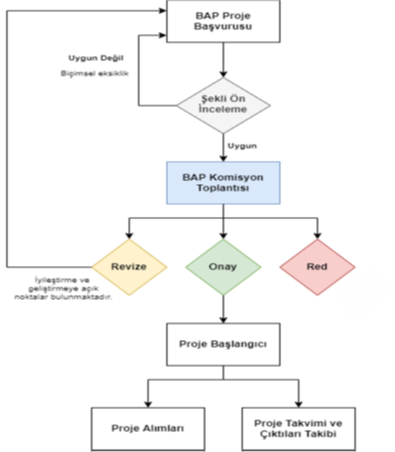 BAP Proje
Başvurusu
Uygun Değil
Biçimsel eksiklik
Şekli Ön
İnceleme
Uygun
BAP Komisyon
Toplantısı
Revize
Onay
Red
İyileştirme ve
geliştirmeye açık
noktalar bulunmaktadır.
Proje Başlangıcı
Proje Alımları
Proje Takvimi ve
Çıktıları Takibi